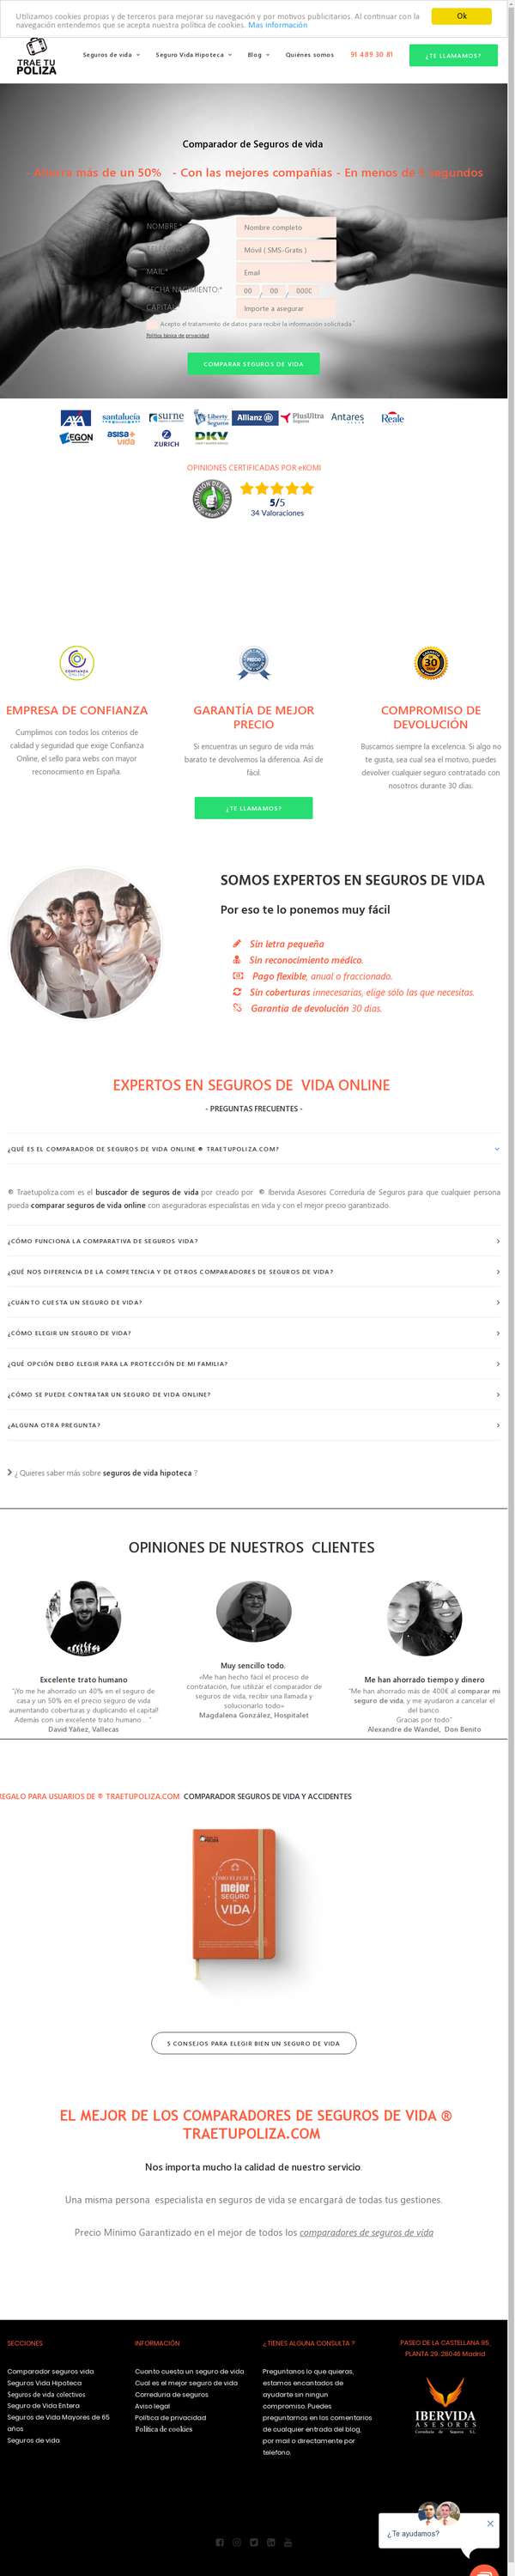 Utilizamos cookies propias y de terceros para mejorar su navegación y por motivos publicitarios. Al continuar con la
navegación entendemos que se acepta nuestra política de cookies. Mas información
Ok
TRAE TU
POLIZA
Seguros de vida
Seguro Vida Hipoteca
Blog
Quiénes somos
91 489 30 81
¿TE LLAMAMOS?
Comparador de Seguros de vida
- Con las mejores compañías - En menos de
NOMBRE:*
Nombre completo
Móvil ( SMS-Gratis )
MAIL*
Email
FECHA NACIMIENTO:*
00 / 00 / 0000
CAPITAL
Importe a asegurar
Acepto el tratamiento de datos para recibir la información solicitada.*
Política básica de privacidad
COMPARAR SEGUROS DE VIDA
AXA
santalucía
surne
Liberty
Seguros
Allianz
PlusUltra
Seguros
Antares
Reale
AEGON
asisa+
vida
ZURICH
DKV
OPINIONES CERTIFICADAS POR eKOMI
5/5
34 Valoraciones
EMPRESA DE CONFIANZA
Cumplimos con todos los criterios de
calidad y seguridad que exige Confianza
Online, el sello para webs con mayor
reconocimiento en España.
GARANTÍA DE MEJOR
PRECIO
Si encuentras un seguro de vida más
barato te devolvemos la diferencia. Así de
fácil.
30
COMPROMISO DE
DEVOLUCIÓN
Buscamos siempre la excelencia. Si algo no
te gusta, sea cual sea el motivo, puedes
devolver cualquier seguro contratado con
nosotros durante 30 días.
¿TE LLAMAMOS?
SOMOS EXPERTOS EN SEGUROS DE VIDA
Por eso te lo ponemos muy fácil
Sin letra pequeña
Sin reconocimiento médico.
Pago flexible, anual o fraccionado.
Sin coberturas innecesarias, elige sólo las que necesitas.
Garantía de devolución 30 días.
EXPERTOS EN SEGUROS DE VIDA ONLINE
- PREGUNTAS FRECUENTES -
¿QUÉ ES EL COMPARADOR DE SEGUROS DE VIDA ONLINE ® TRAETUPOLIZA.COM?
® Traetupoliza.com es el buscador de seguros de vida por creado por ® Ibervida Asesores Correduría de Seguros para que cualquier persona
pueda comparar seguros de vida online con aseguradoras especialistas en vida y con el mejor precio garantizado.
¿CÓMO FUNCIONA LA COMPARATIVA DE SEGUROS VIDA?
¿QUÉ NOS DIFERENCIA DE LA COMPETENCIA Y DE OTROS COMPARADORES DE SEGUROS DE VIDA?
¿CUÁNTO CUESTA UN SEGURO DE VIDA?
¿CÓMO ELEGIR UN SEGURO DE VIDA?
¿QUÉ OPCIÓN DEBO ELEGIR PARA LA PROTECCIÓN DE MI FAMILIA?
¿CÓMO SE PUEDE CONTRATAR UN SEGURO DE VIDA ONLINE?
¿ALGUNA OTRA PREGUNTA?
¿ Quieres saber más sobre seguros de vida hipoteca ?
OPINIONES DE NUESTROS CLIENTES
Excelente trato humano
"¡Yo me he ahorrado un 40% en el seguro de
casa y un 50% en el precio seguro de vida
aumentando coberturas y duplicando el capital!
Además con un excelente trato humano…."
David Yáñez, Vallecas
Muy sencillo todo.
«Me han hecho fácil el proceso de
contratación, fue utilizar el comparador de
seguros de vida, recibir una llamada y
solucionarlo todo»
Magdalena González, Hospitalet
Me han ahorrado tiempo y dinero
"Me han ahorrado más de 400€ al comparar mi
seguro de vida, y me ayudaron a cancelar el
del banco.
Gracias por todo"
Alexandre de Wandel, Don Benito
REGALO PARA USUARIOS DE ® TRAETUPOLIZA.COM COMPARADOR SEGUROS DE VIDA Y ACCIDENTES
CÓMO ELEGIR EL
mejor
SEGURO
DE
VIDA
5 CONSEJOS PARA ELEGIR BIEN UN SEGURO DE VIDA
EL MEJOR DE LOS COMPARADORES DE SEGUROS DE VIDA ®
TRAETUPOLIZA.COM
Nos importa mucho la calidad de nuestro servicio.
Una misma persona especialista en seguros de vida se encargará de todas tus gestiones.
Precio Mínimo Garantizado en el mejor de todos los comparadores de seguros de vida
SECCIONES
Comparador seguros vida
Seguros Vida Hipoteca
Seguros de vida colectivos
Seguro de Vida Entera
Seguros de Vida Mayores de 65
años
Seguros de vida
INFORMACIÓN
Cuanto cuesta un seguro de vida
Cual es el mejor seguro de vida
Correduria de seguros
Aviso legal
Política de privacidad
Política de cookies
¿ TIENES ALGUNA CONSULTA ?
Preguntanos lo que quieras,
estamos encantados de
ayudarte sin ningun
compromiso. Puedes
preguntarnos en los comentarios
de cualquier entrada del blog,
por mail o directamente por
telefono.
PASEO DE LA CASTELLANA 95,
PLANTA 29. 28046 Madrid
IBERVIDA
ASESORES
Correduría de Seguros S.L.
¿Te ayudamos?